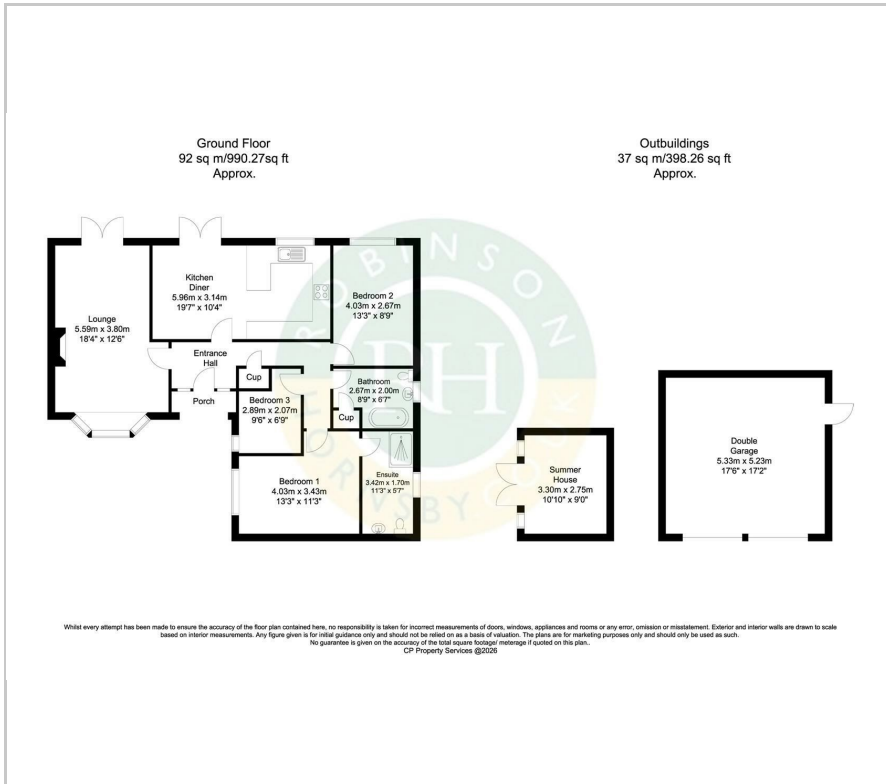 Ground Floor
92 sq m/990.27sq ft
Approx.
Outbuildings
37 sq m/398.26 sq ft
Approx.
Kitchen
Diner
5.96m x 3.14m
19'7" x 10'4"
Bedroom 2
4.03m x 2.67m
13'3" x 8'9"
Lounge
5.59m x 3.80m
18'4" x 12'6"
Entrance
Hall
Cup
Porch
Bathroom
2.67m x 2.00m
8'9" x 6'7"
Cup
Bedroom 3
2.89m x 2.07m
9'6" x 6'9"
Bedroom 1
4.03m x 3.43m
13'3" x 11'3"
Ensuite
3.42m x 1.70m
11'3" x 5'7"
Summer
House
3.30m x 2.75m
10'10" x 9'0"
Double
Garage
5.33m x 5.23m
17'6" x 17'2"
ROBINSON
RH
HORNSBY COOK
Whilst every attempt has been made to ensure the accuracy of the floor plan contained here, no responsibility is taken for incorrect measurements of doors, windows, appliances and rooms or any error, omission or misstatement. Exterior and interior walls are drawn to scale
based on interior measurements. Any figure given is for initial guidance only and should not be relied on as a basis of valuation. The plans are for marketing purposes only and should only be used as such.
No guarantee is given on the accuracy of the total square footage/ meterage if quoted on this plan..
CP Property Services @2026